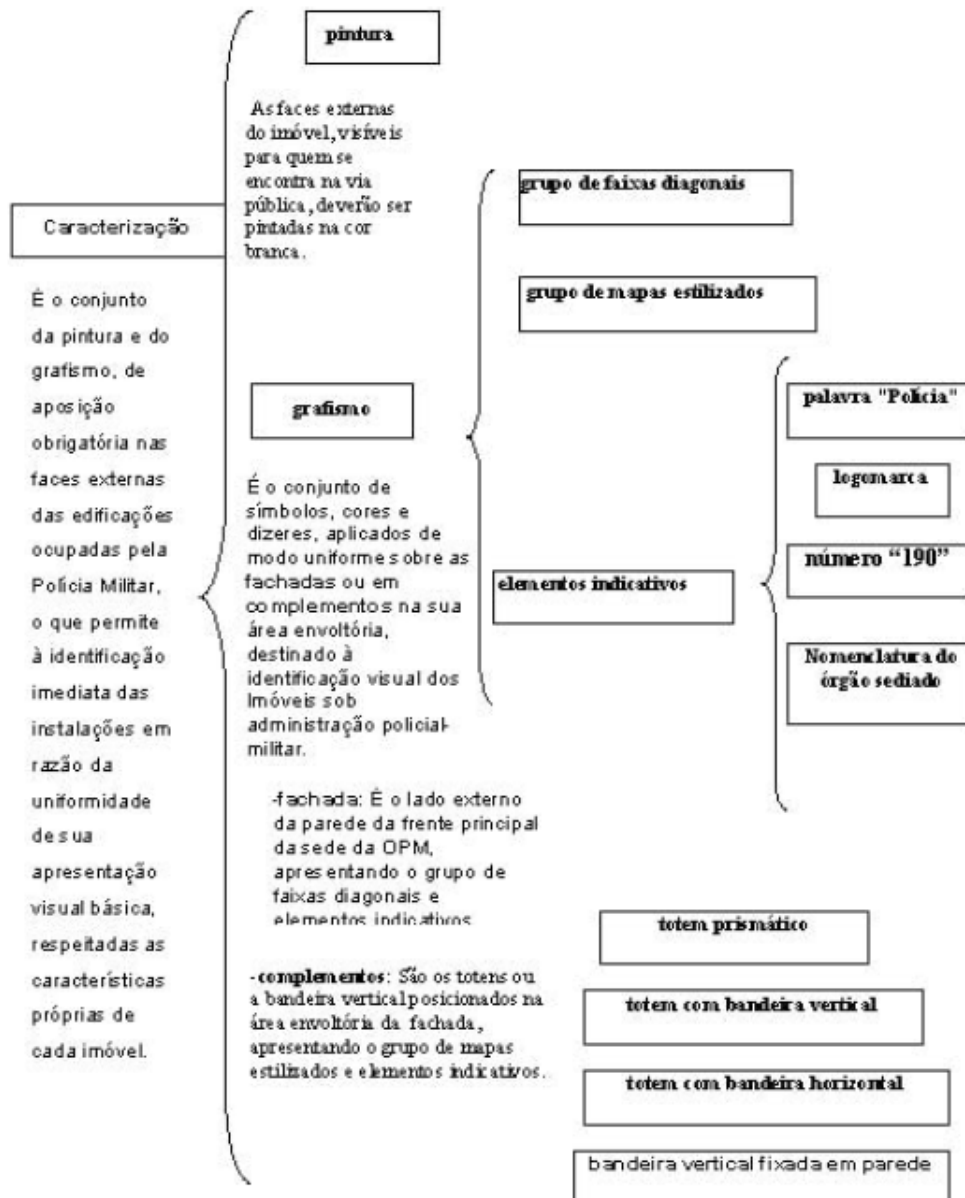 Caracterização
É o conjunto
da pintura e do
grafismo, de
aposição
obrigatória nas
faces externas
das edificações
ocupadas pela
Polícia Militar,
o que permite
à identificação
imediata das
instalações em
razão da
uniformidade
de sua
apresentação
visual básica,
respeitadas as
características
próprias de
cada imóvel.
pintura
As faces externas
do imóvel, visíveis
para quem se
encontra na via
pública, deverão ser
pintadas na cor
branca.
grafismo
É o conjunto de
símbolos, cores e
dizeres, aplicados de
modo uniforme sobre as
fachadas ou em
complementos na sua
área envoltória,
destinado à
identificação visual dos
Imóveis sob
administração policial-
militar.
-fachada: É o lado externo
da parede da frente principal
da sede da OPM,
apresentando o grupo de
faixas diagonais e
elementos indicativos
-complementos: São os totens ou
a bandeira vertical posicionados na
área envoltória da fachada,
apresentando o grupo de mapas
estilizados e elementos indicativos.
grupo de faixas diagonais
grupo de mapas estilizados
elementos indicativos
palavra "Polícia"
logomarca
número “190”
Nomenclatura do
órgão sediado
totem prismático
totem com bandeira vertical
totem com bandeira horizontal
bandeira vertical fixada em parede